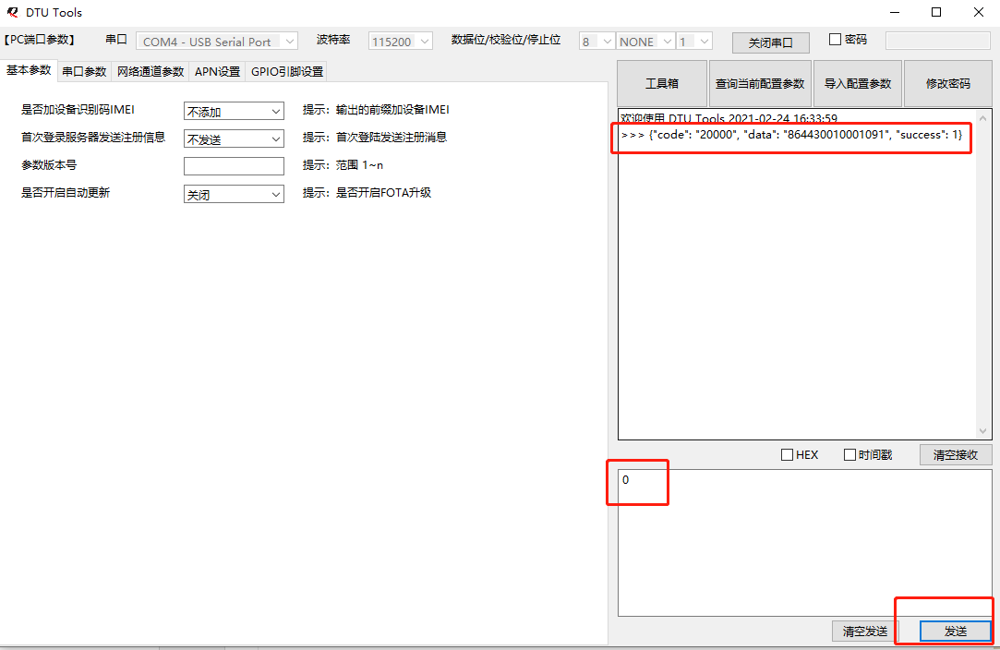 DTU Tools
【PC端口参数】 串口 COM4 - USB Serial Port 波特率 115200 数据位/校验位/停止位 8 NONE 1 关闭串口 密码
基本参数 串口参数 网络通道参数 APN设置 GPIO引脚设置
工具箱 查询当前配置参数 导入配置参数 修改密码
是否加设备识别码IMEI 不添加 提示：输出的前缀加设备IMEI
首次登录服务器发送注册信息 不发送 提示：首次登陆发送注册消息
参数版本号 提示：范围 1~n
是否开启自动更新 关闭 提示：是否开启FOTA升级
欢迎使用 DTU Tools 2021-02-24 16:33:59
>>> {"code": "20000", "data": "864430010001091", "success": 1}
HEX 时间戳 清空接收
0
清空发送 发送